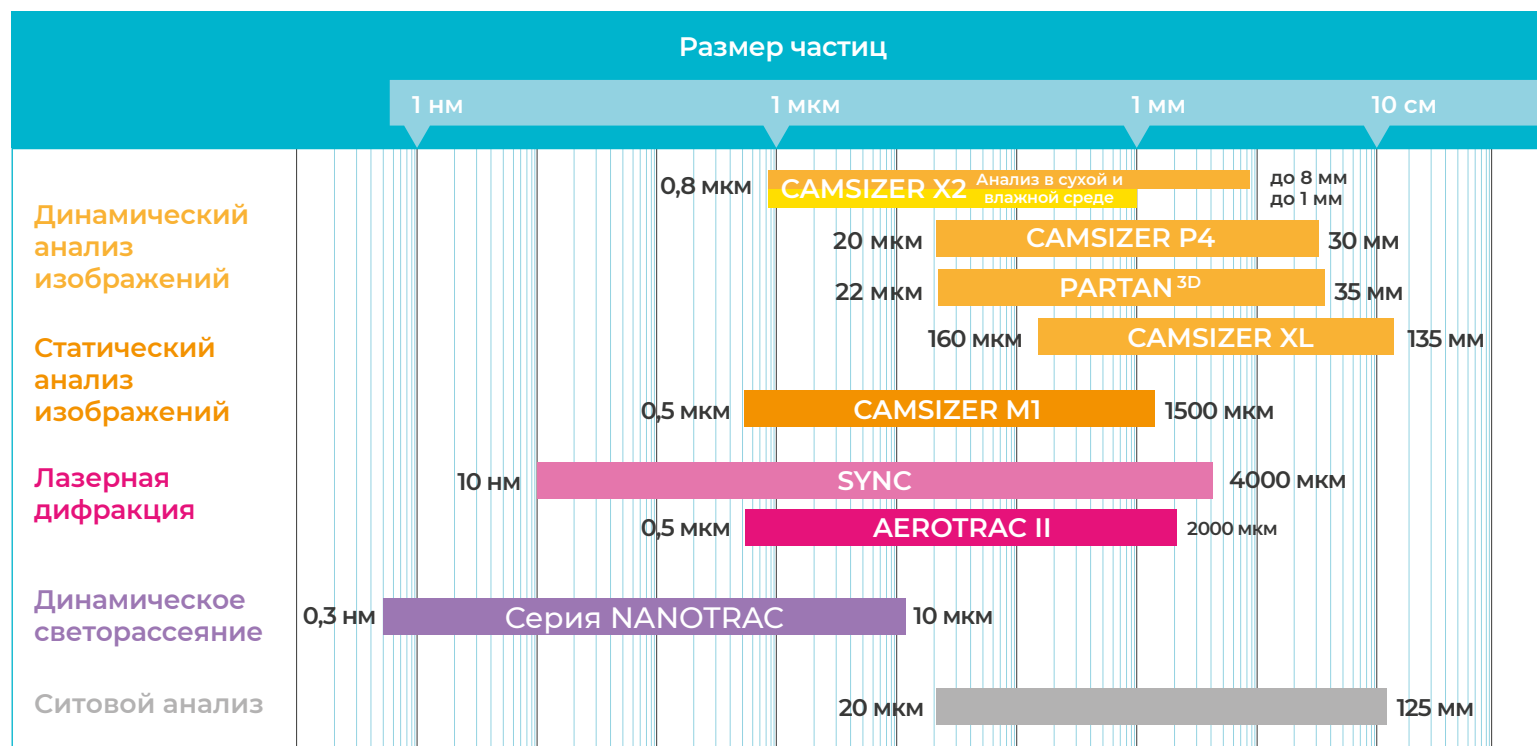 Размер частиц
1 нм 1 мкм 1 мм 10 см
Динамический
анализ
изображений
0,8 мкм CAMSIZER X2 Анализ в сухой и
влажной среде
до 8 мм
до 1 мм
20 мкм CAMSIZER P4 30 мм
22 мкм PARTAN 3D 35 мм
160 мкм CAMSIZER XL 135 мм
Статический
анализ
изображений
0,5 мкм CAMSIZER M1 1500 мкм
Лазерная
дифракция
10 нм SYNC 4000 мкм
0,5 мкм AEROTRAC II 2000 мкм
Динамическое
светорассеяние
0,3 нм Серия NANOTRAC 10 мкм
Ситовой анализ
20 мкм 125 мм